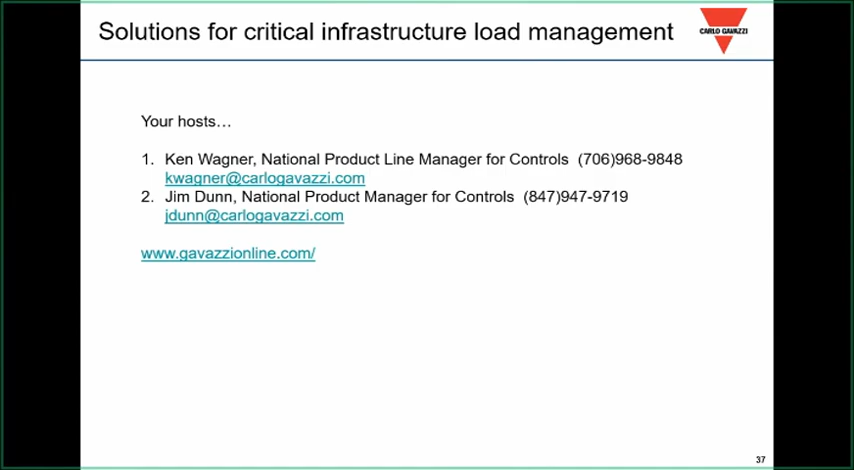 Solutions for critical infrastructure load management
CARLO GAVAZZI
Your hosts…
1. Ken Wagner, National Product Line Manager for Controls (706)968-9848
kwagner@carlogavazzi.com
2. Jim Dunn, National Product Manager for Controls (847)947-9719
jdunn@carlogavazzi.com
www.gavazzionline.com/
37